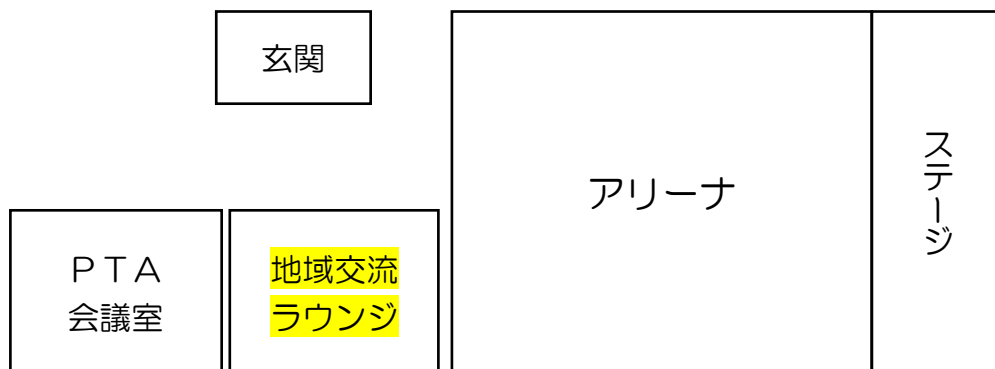 玄関
アリーナ
ステージ
ＰＴＡ
会議室
地域交流
ラウンジ